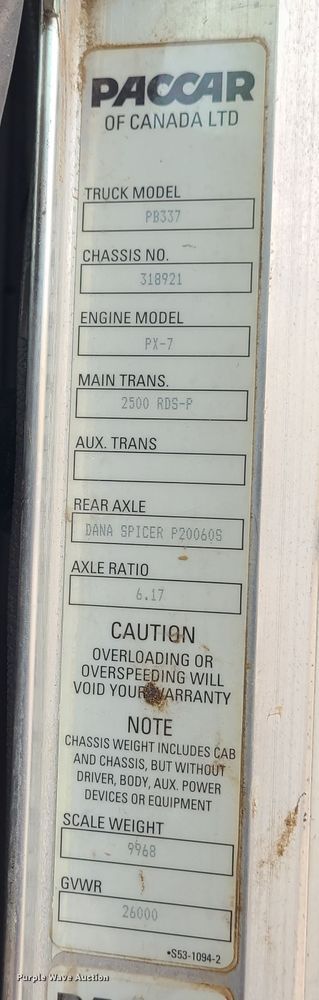 PACCAR
OF CANADA LTD
TRUCK MODEL
PB337
CHASSIS NO.
318921
ENGINE MODEL
PX-7
MAIN TRANS.
2500 RDS-P
AUX. TRANS
REAR AXLE
DANA SPICER P20060S
AXLE RATIO
6.17
CAUTION
OVERLOADING OR
OVERSPEEDING WILL
VOID YOUR WARRANTY
NOTE
CHASSIS WEIGHT INCLUDES CAB
AND CHASSIS, BUT WITHOUT
DRIVER, BODY, AUX. POWER
DEVICES OR EQUIPMENT
SCALE WEIGHT
9968
GVWR
26000
•S53-1094-2
Purple Wave Auction